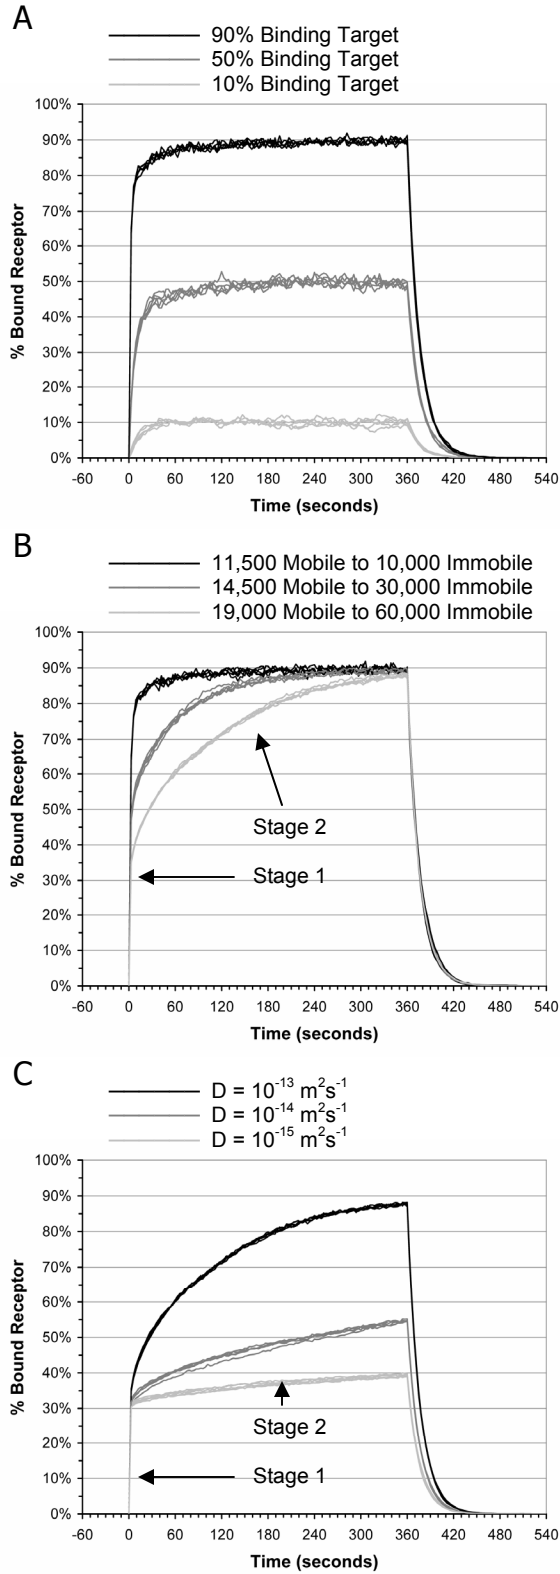 A
90% Binding Target
50% Binding Target
10% Binding Target
100%
90%
80%
70%
60%
50%
40%
30%
20%
10%
0%
% Bound Receptor
-60 0 60 120 180 240 300 360 420 480 540
Time (seconds)
B
11,500 Mobile to 10,000 Immobile
14,500 Mobile to 30,000 Immobile
19,000 Mobile to 60,000 Immobile
100%
90%
80%
70%
60%
50%
40%
30%
20%
10%
0%
% Bound Receptor
Stage 2
Stage 1
-60 0 60 120 180 240 300 360 420 480 540
Time (seconds)
C
D = 10⁻¹³ m²s⁻¹
D = 10⁻¹⁴ m²s⁻¹
D = 10⁻¹⁵ m²s⁻¹
100%
90%
80%
70%
60%
50%
40%
30%
20%
10%
0%
% Bound Receptor
Stage 2
Stage 1
-60 0 60 120 180 240 300 360 420 480 540
Time (seconds)